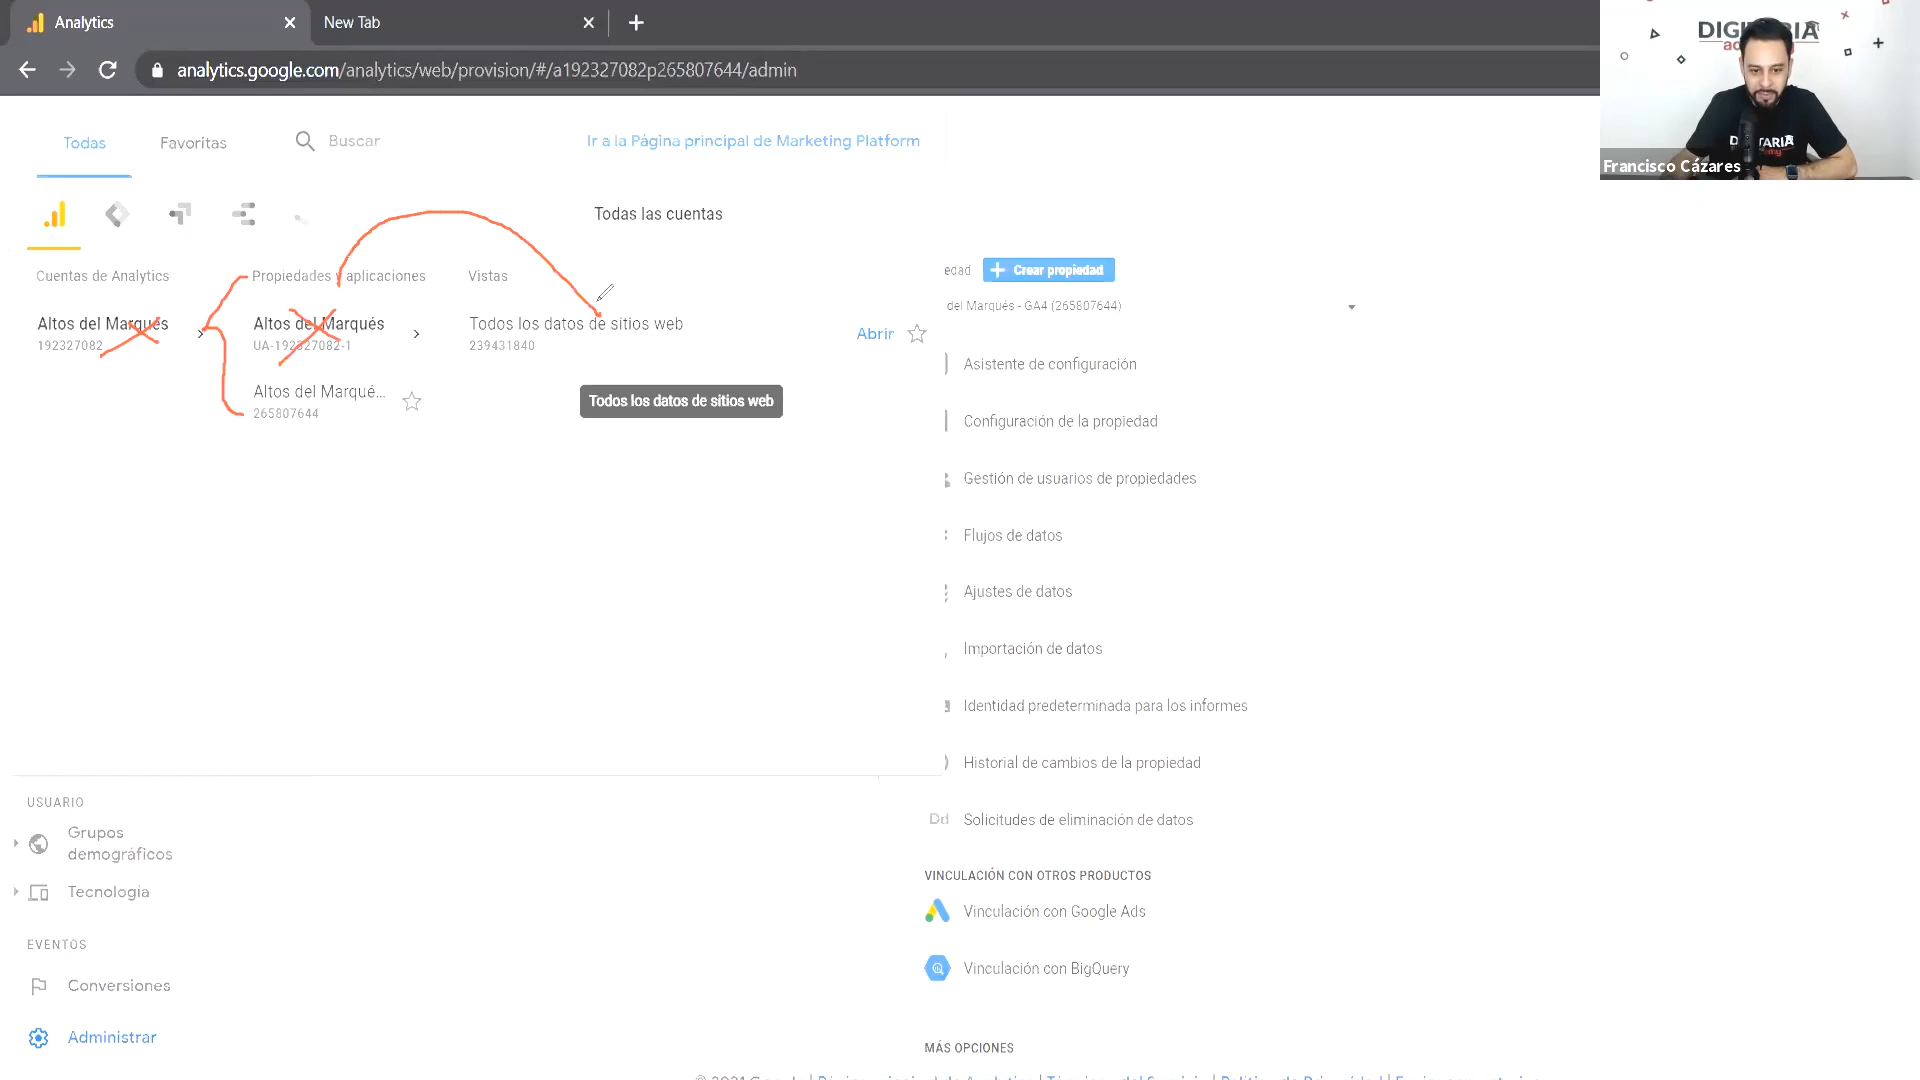 Analytics
New Tab
analytics.google.com/analytics/web/provision/#/a192327082p265807644/admin
Francisco Cázares
Todas
Favoritas
Buscar
Ir a la Página principal de Marketing Platform
Todas las cuentas
Cuentas de Analytics
Propiedades y aplicaciones
Vistas
edad
Crear propiedad
del Marqués - GA4 (265807644)
Altos del Marqués
192327082
Altos del Marqués
UA-192327082-1
Todos los datos de sitios web
239431840
Abrir
Altos del Marqué...
265807644
Todos los datos de sitios web
Asistente de configuración
Configuración de la propiedad
Gestión de usuarios de propiedades
Flujos de datos
Ajustes de datos
Importación de datos
Identidad predeterminada para los informes
Historial de cambios de la propiedad
Dd Solicitudes de eliminación de datos
VINCULACIÓN CON OTROS PRODUCTOS
Vinculación con Google Ads
Vinculación con BigQuery
MÁS OPCIONES
USUARIO
Grupos
demográficos
Tecnología
EVENTOS
Conversiones
Administrar